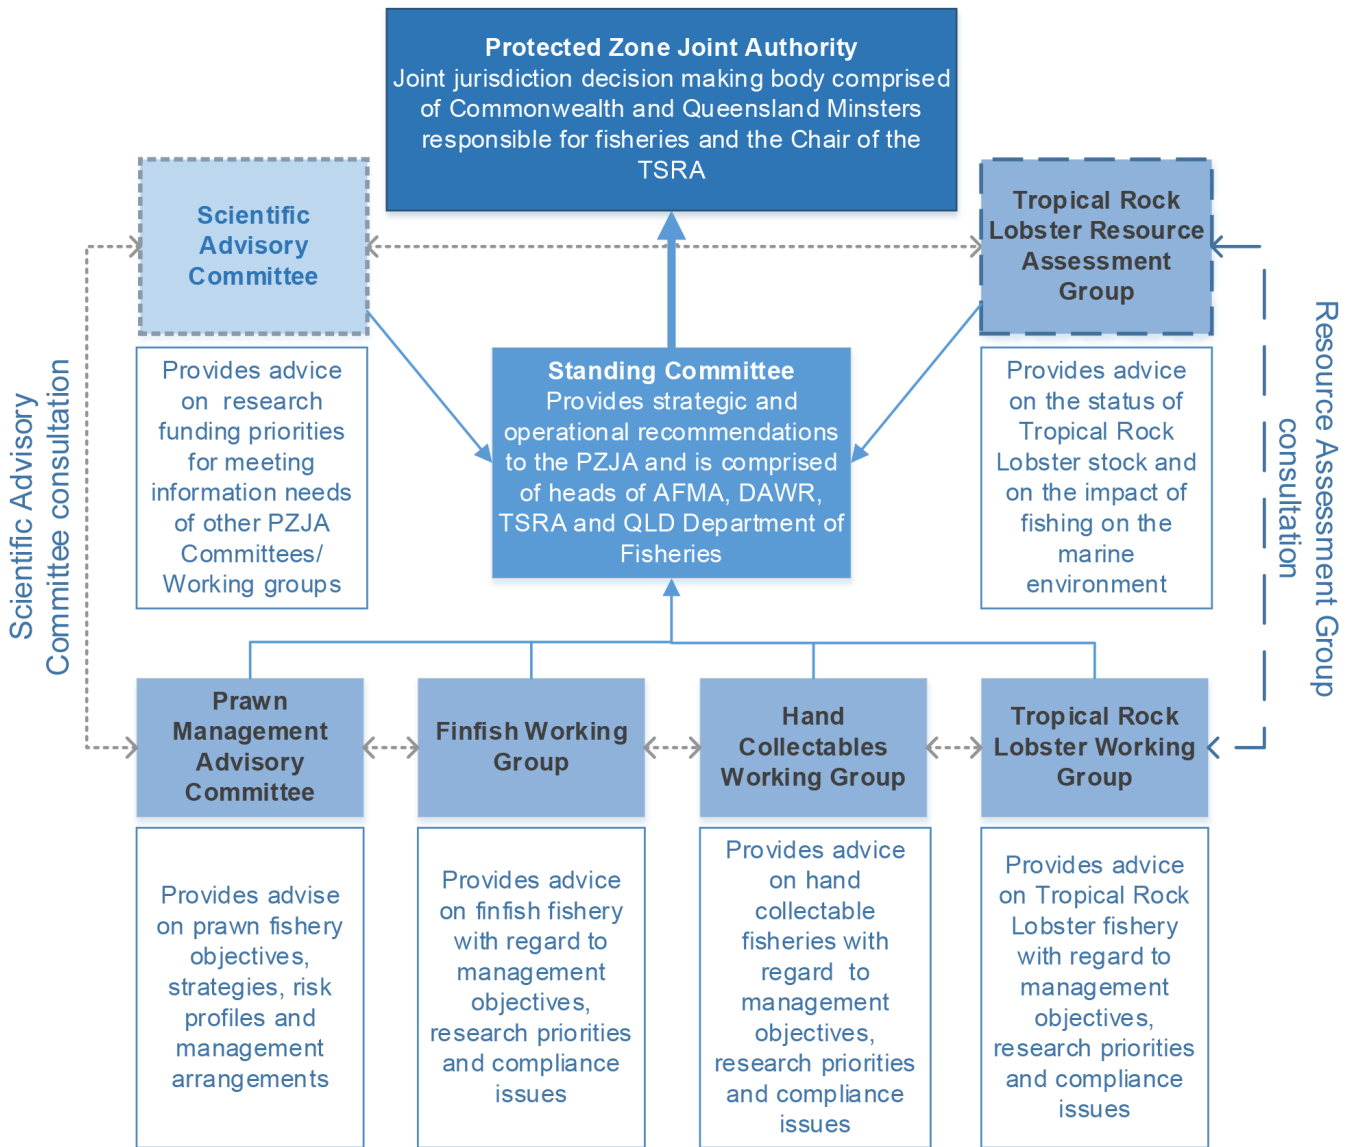 Protected Zone Joint Authority
Joint jurisdiction decision making body comprised
of Commonwealth and Queensland Minsters
responsible for fisheries and the Chair of the
TSRA
Scientific
Advisory
Committee
Tropical Rock
Lobster Resource
Assessment
Group
Scientific Advisory
Committee consultation
Provides advice
on research
funding priorities
for meeting
information needs
of other PZJA
Committees/
Working groups
Standing Committee
Provides strategic and
operational recommendations
to the PZJA and is comprised
of heads of AFMA, DAWR,
TSRA and QLD Department of
Fisheries
Provides advice
on the status of
Tropical Rock
Lobster stock and
on the impact of
fishing on the
marine
environment
Resource Assessment Group
consultation
Prawn
Management
Advisory
Committee
Finfish Working
Group
Hand
Collectables
Working Group
Tropical Rock
Lobster Working
Group
Provides advise
on prawn fishery
objectives,
strategies, risk
profiles and
management
arrangements
Provides advice
on finfish fishery
with regard to
management
objectives,
research priorities
and compliance
issues
Provides advice
on hand
collectable
fisheries with
regard to
management
objectives,
research priorities
and compliance
issues
Provides advice
on Tropical Rock
Lobster fishery
with regard to
management
objectives,
research priorities
and compliance
issues